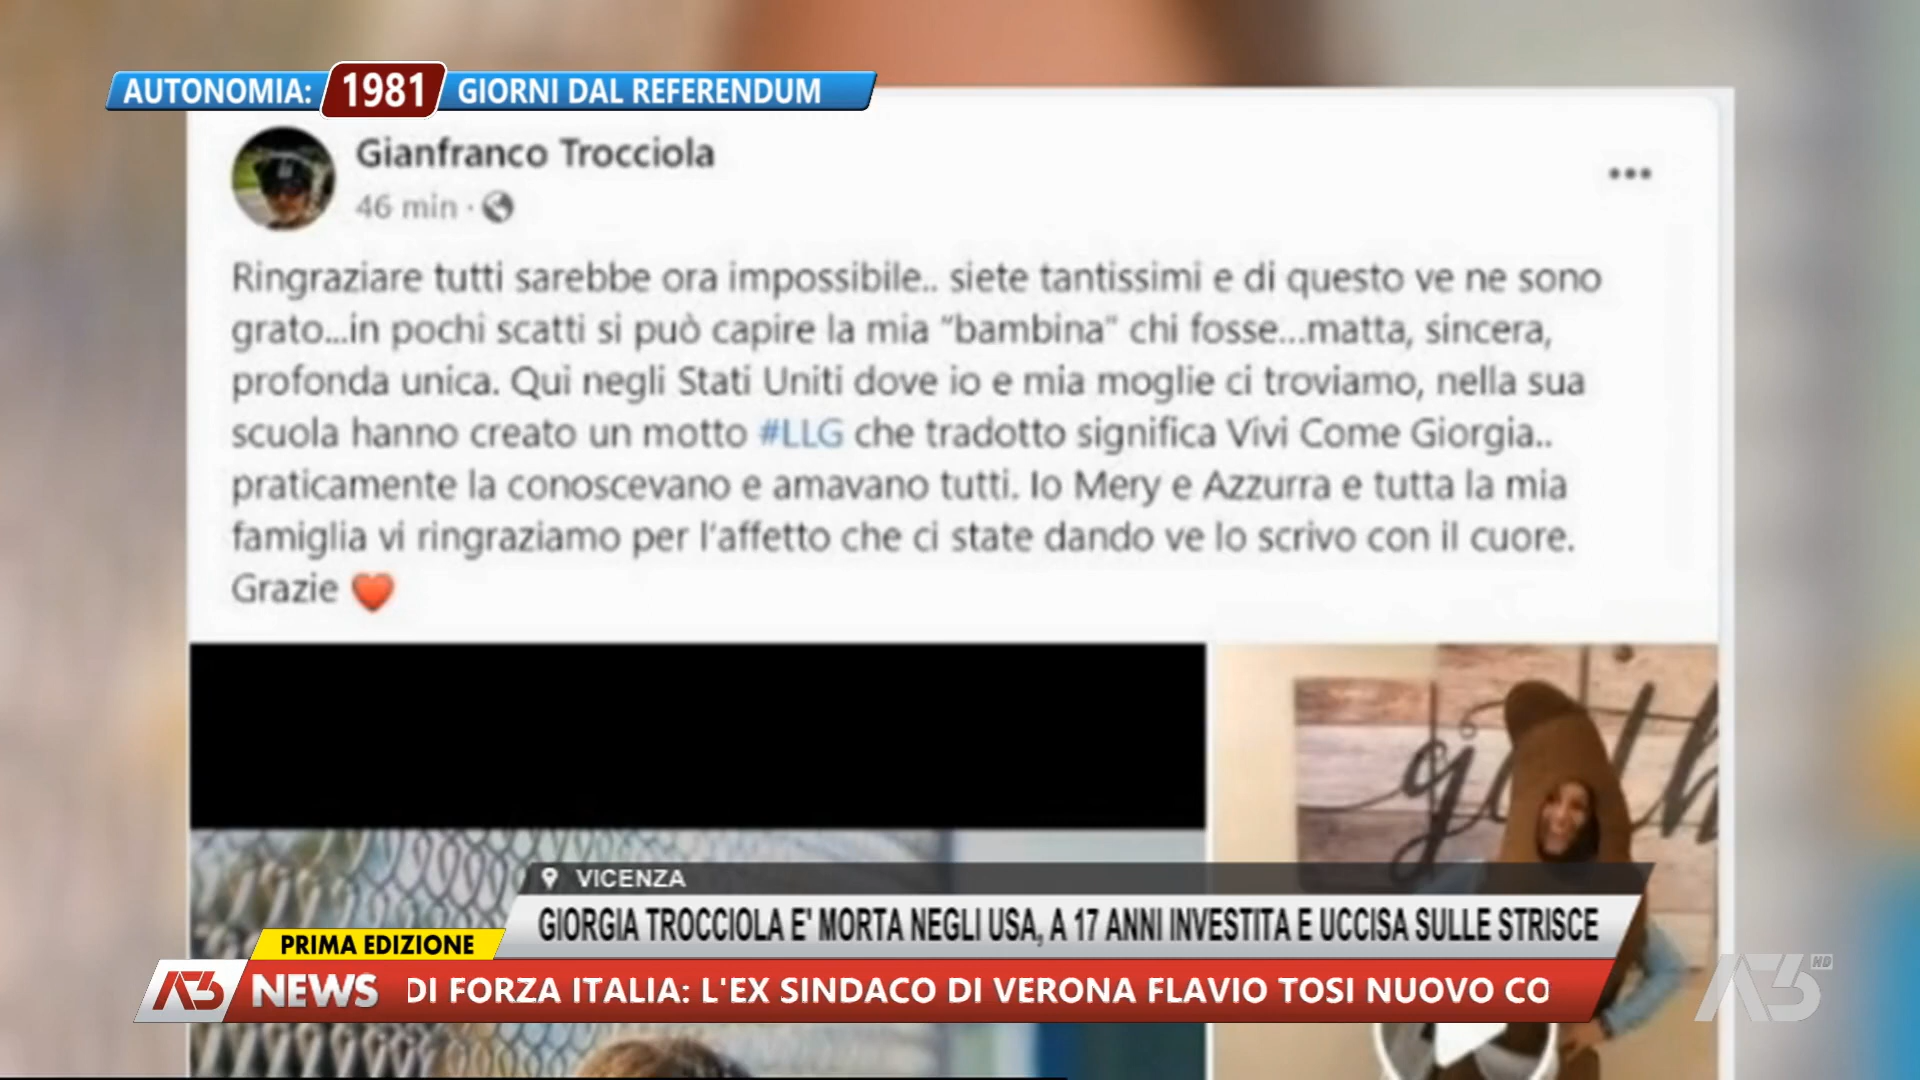 AUTONOMIA: 1981 GIORNI DAL REFERENDUM
Gianfranco Trocciola
46 min ·
Ringraziare tutti sarebbe ora impossibile.. siete tantissimi e di questo ve ne sono
grato...in pochi scatti si può capire la mia "bambina" chi fosse...matta, sincera,
profonda unica. Qui negli Stati Uniti dove io e mia moglie ci troviamo, nella sua
scuola hanno creato un motto #LLG che tradotto significa Vivi Come Giorgia..
praticamente la conoscevano e amavano tutti. Io Mery e Azzurra e tutta la mia
famiglia vi ringraziamo per l'affetto che ci state dando ve lo scrivo con il cuore.
Grazie ❤️
VICENZA
GIORGIA TROCCIOLA E' MORTA NEGLI USA, A 17 ANNI INVESTITA E UCCISA SULLE STRISCE
PRIMA EDIZIONE
A3 NEWS DI FORZA ITALIA: L'EX SINDACO DI VERONA FLAVIO TOSI NUOVO CO
A3 HD